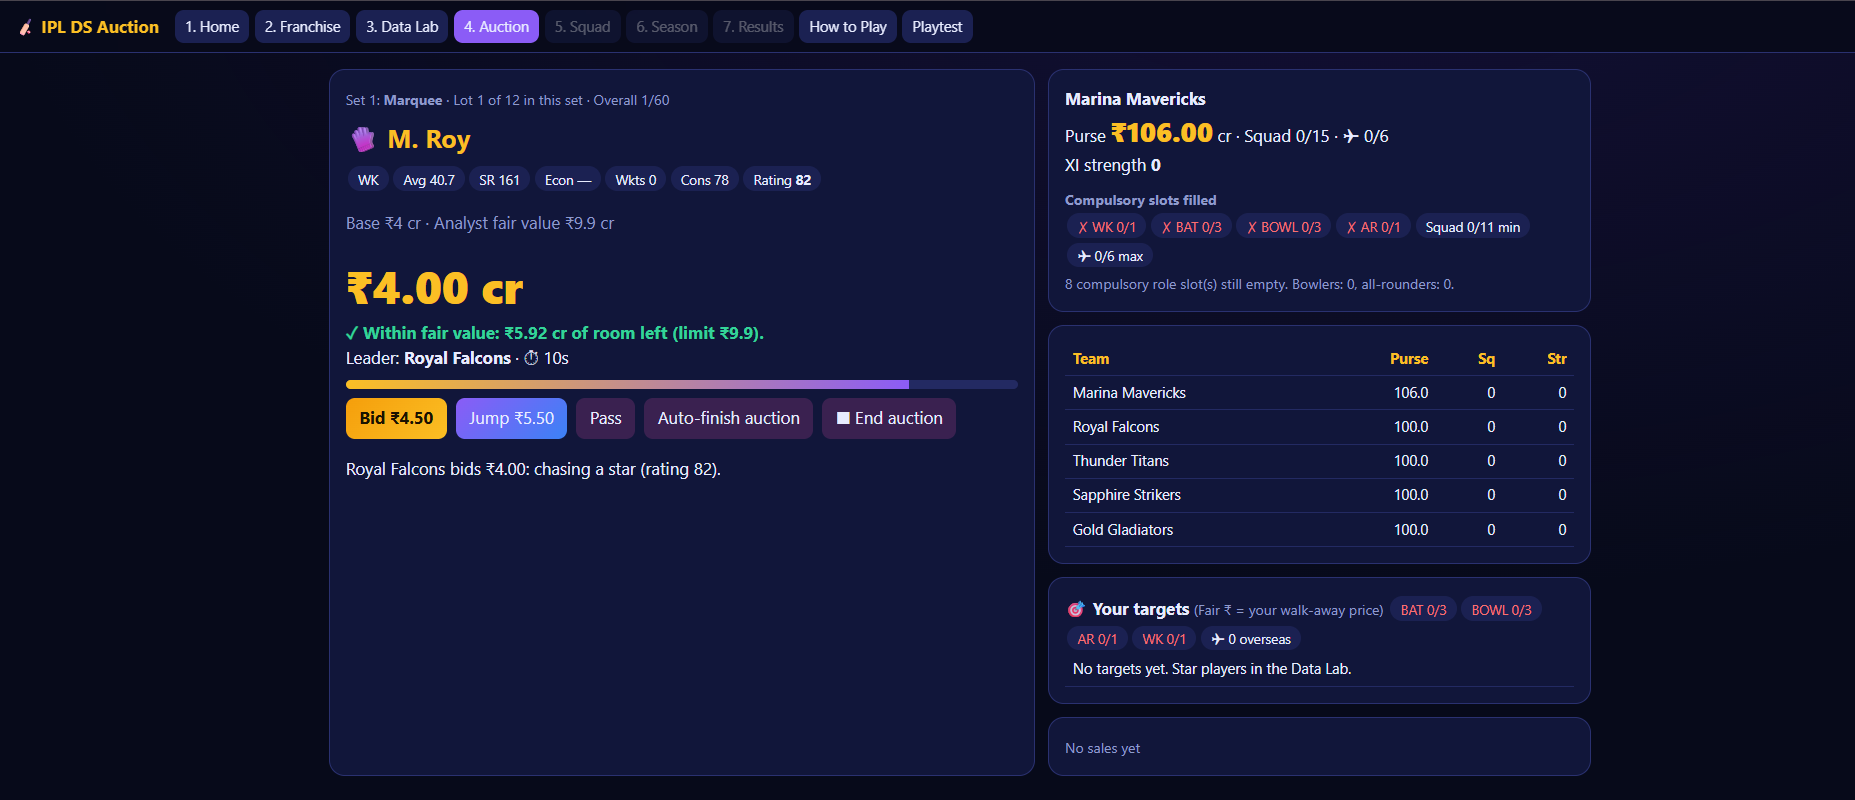 IPL DS Auction 1. Home 2. Franchise 3. Data Lab 4. Auction 5. Squad 6. Season 7. Results How to Play Playtest
Set 1: Marquee · Lot 1 of 12 in this set · Overall 1/60
M. Roy
WK Avg 40.7 SR 161 Econ — Wkts 0 Cons 78 Rating 82
Base ₹4 cr · Analyst fair value ₹9.9 cr
₹4.00 cr
✓ Within fair value: ₹5.92 cr of room left (limit ₹9.9).
Leader: Royal Falcons · ⏱ 10s
Bid ₹4.50 Jump ₹5.50 Pass Auto-finish auction ■ End auction
Royal Falcons bids ₹4.00: chasing a star (rating 82).
Marina Mavericks
Purse ₹106.00 cr · Squad 0/15 · ✈ 0/6
XI strength 0
Compulsory slots filled
✗ WK 0/1 ✗ BAT 0/3 ✗ BOWL 0/3 ✗ AR 0/1 Squad 0/11 min
✈ 0/6 max
8 compulsory role slot(s) still empty. Bowlers: 0, all-rounders: 0.
Team Purse Sq Str
Marina Mavericks 106.0 0 0
Royal Falcons 100.0 0 0
Thunder Titans 100.0 0 0
Sapphire Strikers 100.0 0 0
Gold Gladiators 100.0 0 0
🎯 Your targets (Fair ₹ = your walk-away price) BAT 0/3 BOWL 0/3
AR 0/1 WK 0/1 ✈ 0 overseas
No targets yet. Star players in the Data Lab.
No sales yet